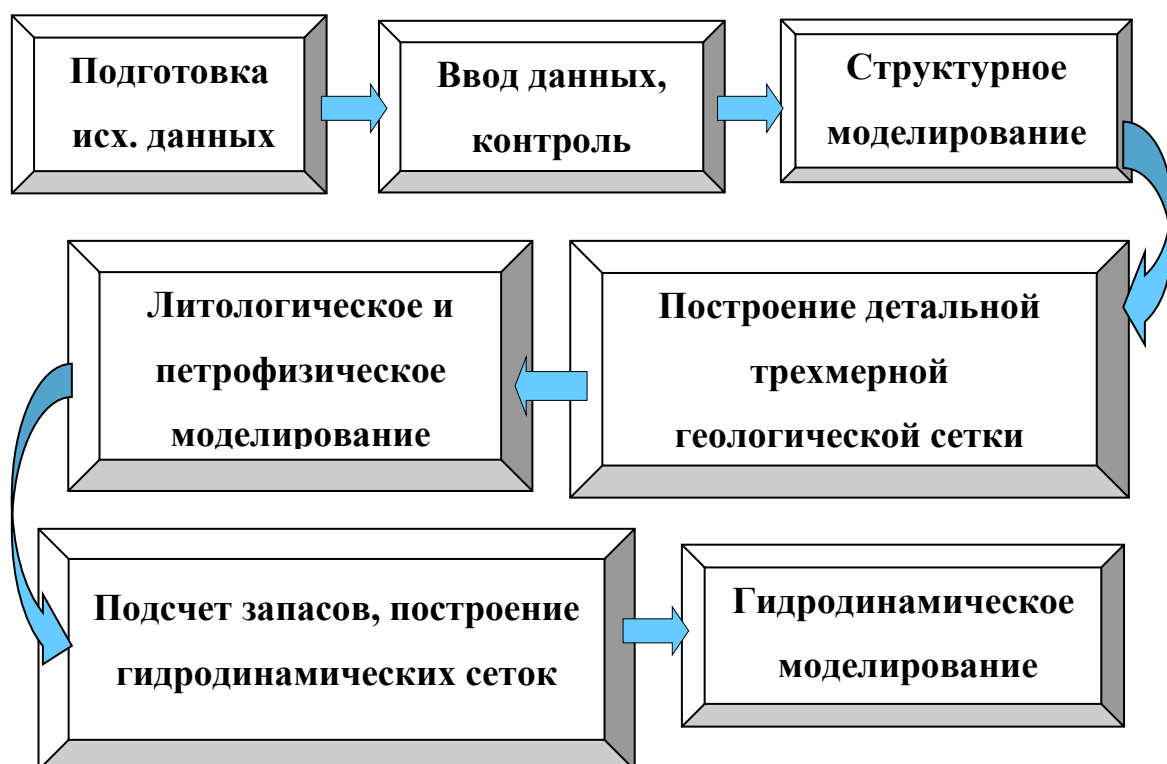 Подготовка
исх. данных
Ввод данных,
контроль
Структурное
моделирование
Построение детальной
трехмерной
геологической сетки
Литологическое и
петрофизическое
моделирование
Подсчет запасов, построение
гидродинамических сеток
Гидродинамическое
моделирование